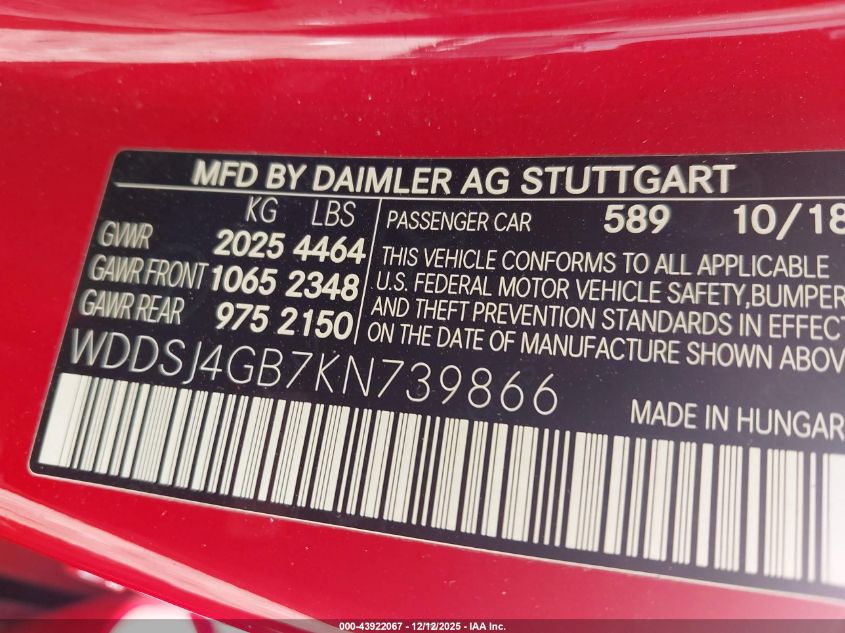 MFD BY DAIMLER AG STUTTGART
KG LBS
GVWR 2025 4464
GAWR FRONT 1065 2348
GAWR REAR 975 2150
PASSENGER CAR 589 10/18
THIS VEHICLE CONFORMS TO ALL APPLICABLE
U.S. FEDERAL MOTOR VEHICLE SAFETY,BUMPER
AND THEFT PREVENTION STANDARDS IN EFFECT
ON THE DATE OF MANUFACTURE SHOWN ABOV
WDDSJ4GB7KN739866
MADE IN HUNGAR
000-43922067 - 12/12/2025 - IAA Inc.